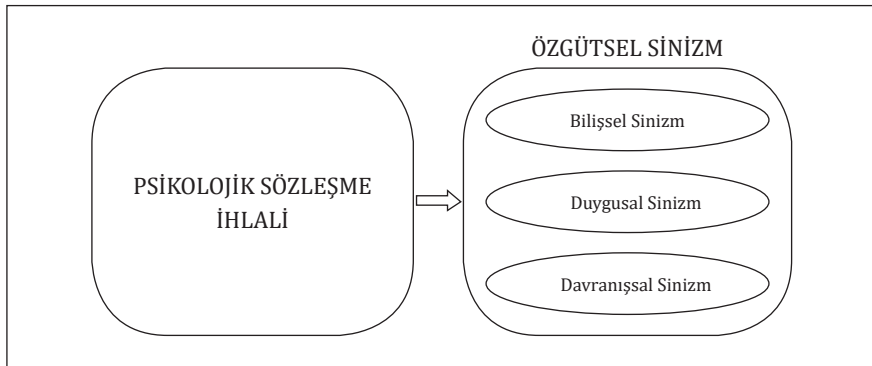 ÖZGÜTSEL SİNİZM
PSİKOLOJİK SÖZLEŞME
İHLALİ
Bilişsel Sinizm
Duygusal Sinizm
Davranışsal Sinizm